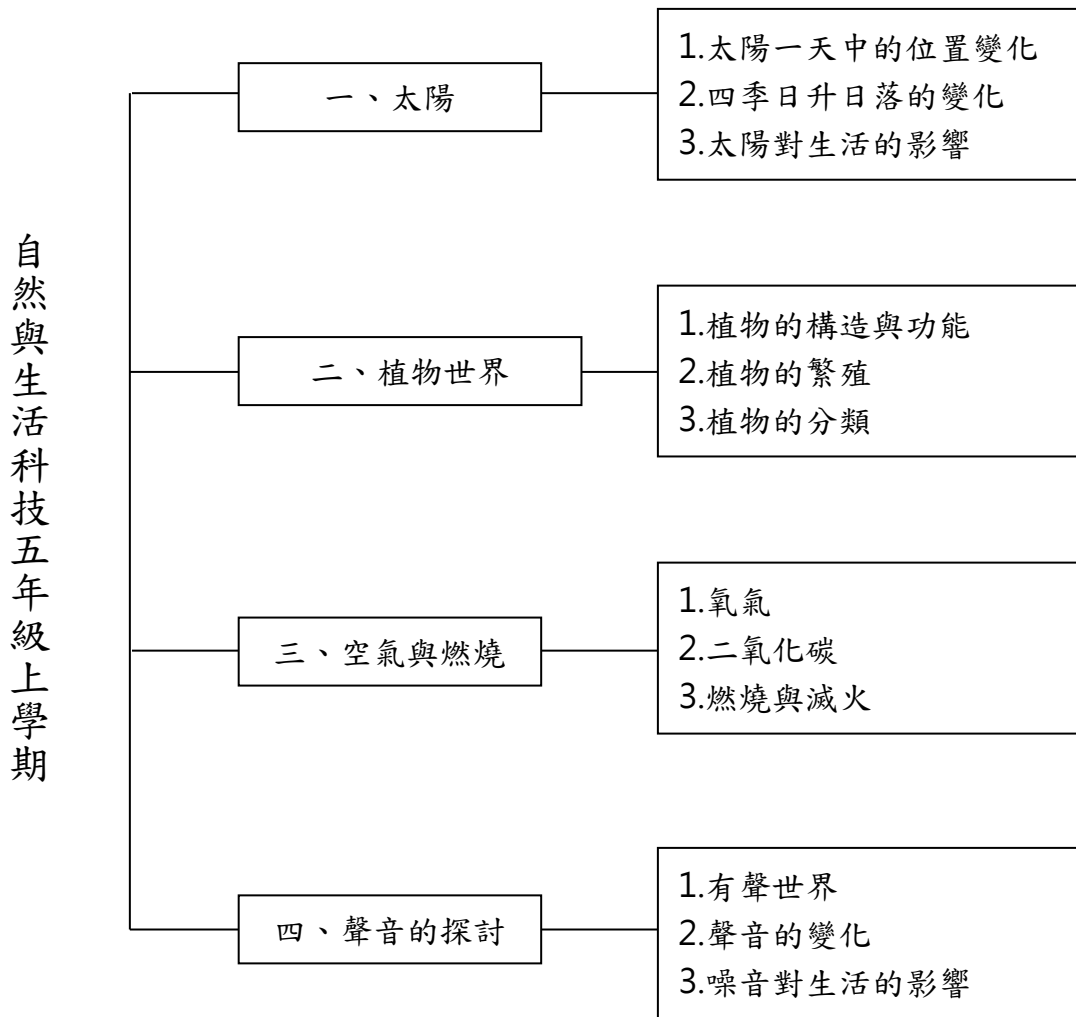 自然與生活科技五年級上學期
一、太陽
1.太陽一天中的位置變化
2.四季日升日落的變化
3.太陽對生活的影響
二、植物世界
1.植物的構造與功能
2.植物的繁殖
3.植物的分類
三、空氣與燃燒
1.氧氣
2.二氧化碳
3.燃燒與滅火
四、聲音的探討
1.有聲世界
2.聲音的變化
3.噪音對生活的影響